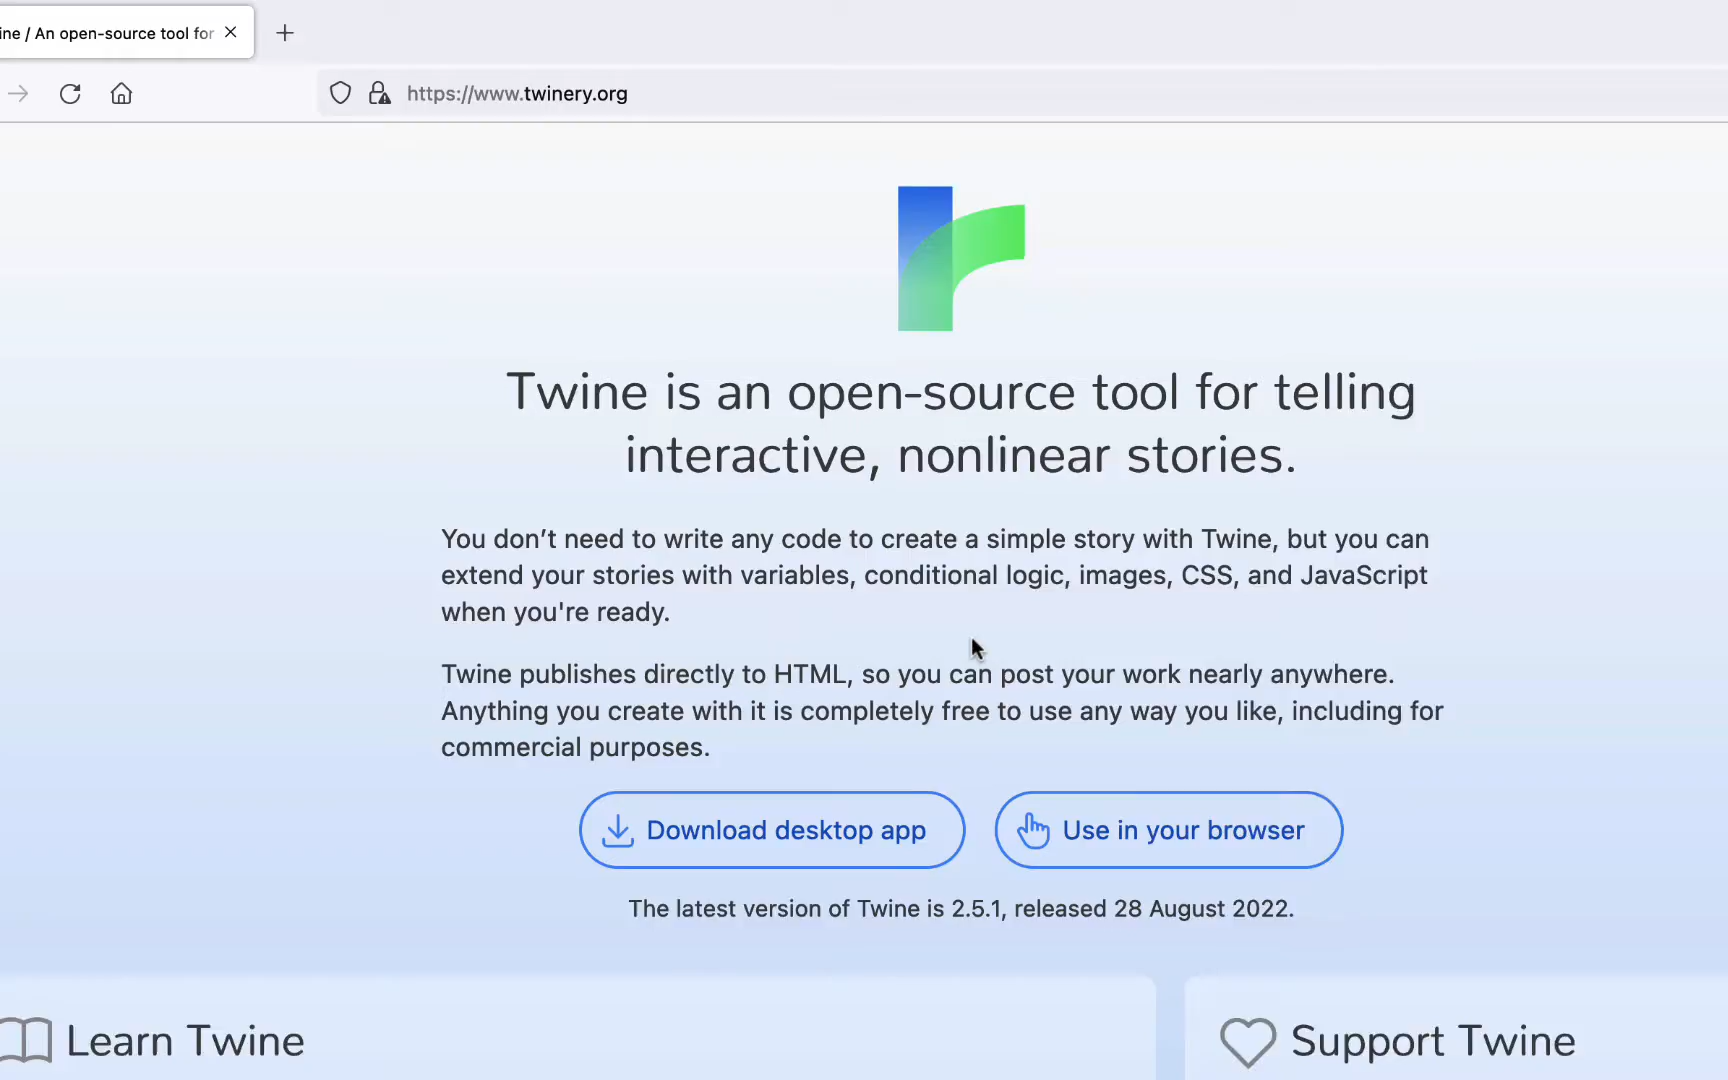 ine / An open-source tool for
https://www.twinery.org
Twine is an open-source tool for telling
interactive, nonlinear stories.
You don’t need to write any code to create a simple story with Twine, but you can
extend your stories with variables, conditional logic, images, CSS, and JavaScript
when you're ready.
Twine publishes directly to HTML, so you can post your work nearly anywhere.
Anything you create with it is completely free to use any way you like, including for
commercial purposes.
Download desktop app
Use in your browser
The latest version of Twine is 2.5.1, released 28 August 2022.
Learn Twine
Support Twine